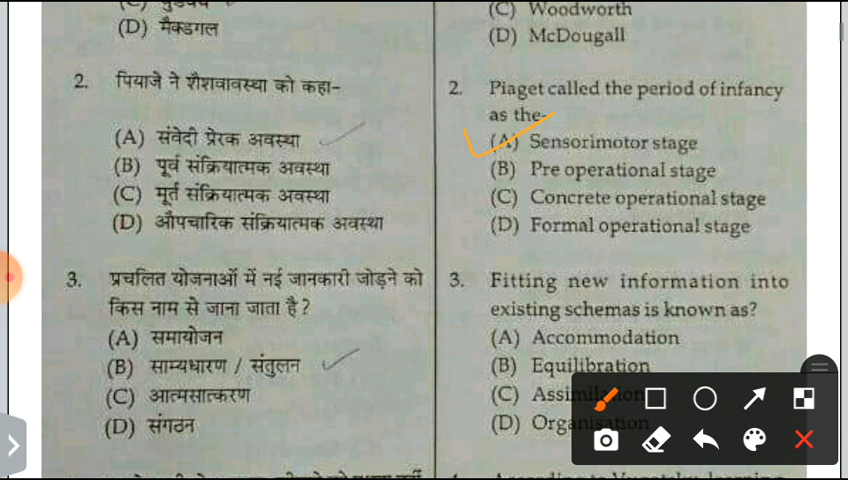 (D) मैक्डगल
2. पियाजे ने शैशवावस्था को कहा-
(A) संवेदी प्रेरक अवस्था
(B) पूर्व संक्रियात्मक अवस्था
(C) मूर्त संक्रियात्मक अवस्था
(D) औपचारिक संक्रियात्मक अवस्था
3. प्रचलित योजनाओं में नई जानकारी जोड़ने को
किस नाम से जाना जाता है?
(A) समायोजन
(B) साम्यधारण / संतुलन
(C) आत्मसात्करण
(D) संगठन
(C) Woodworth
(D) McDougall
2. Piaget called the period of infancy
as the-
(A) Sensorimotor stage
(B) Pre operational stage
(C) Concrete operational stage
(D) Formal operational stage
3. Fitting new information into
existing schemas is known as?
(A) Accommodation
(B) Equilibration
(C) Assimilation
(D) Organisation